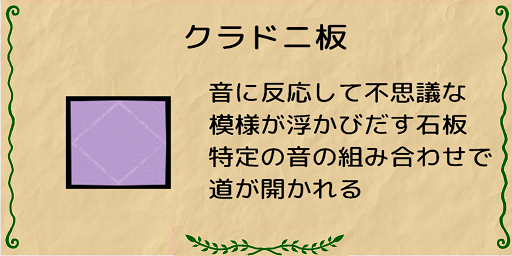 クラドニ板
音に反応して不思議な
模様が浮かびだす石板
特定の音の組み合わせで
道が開かれる